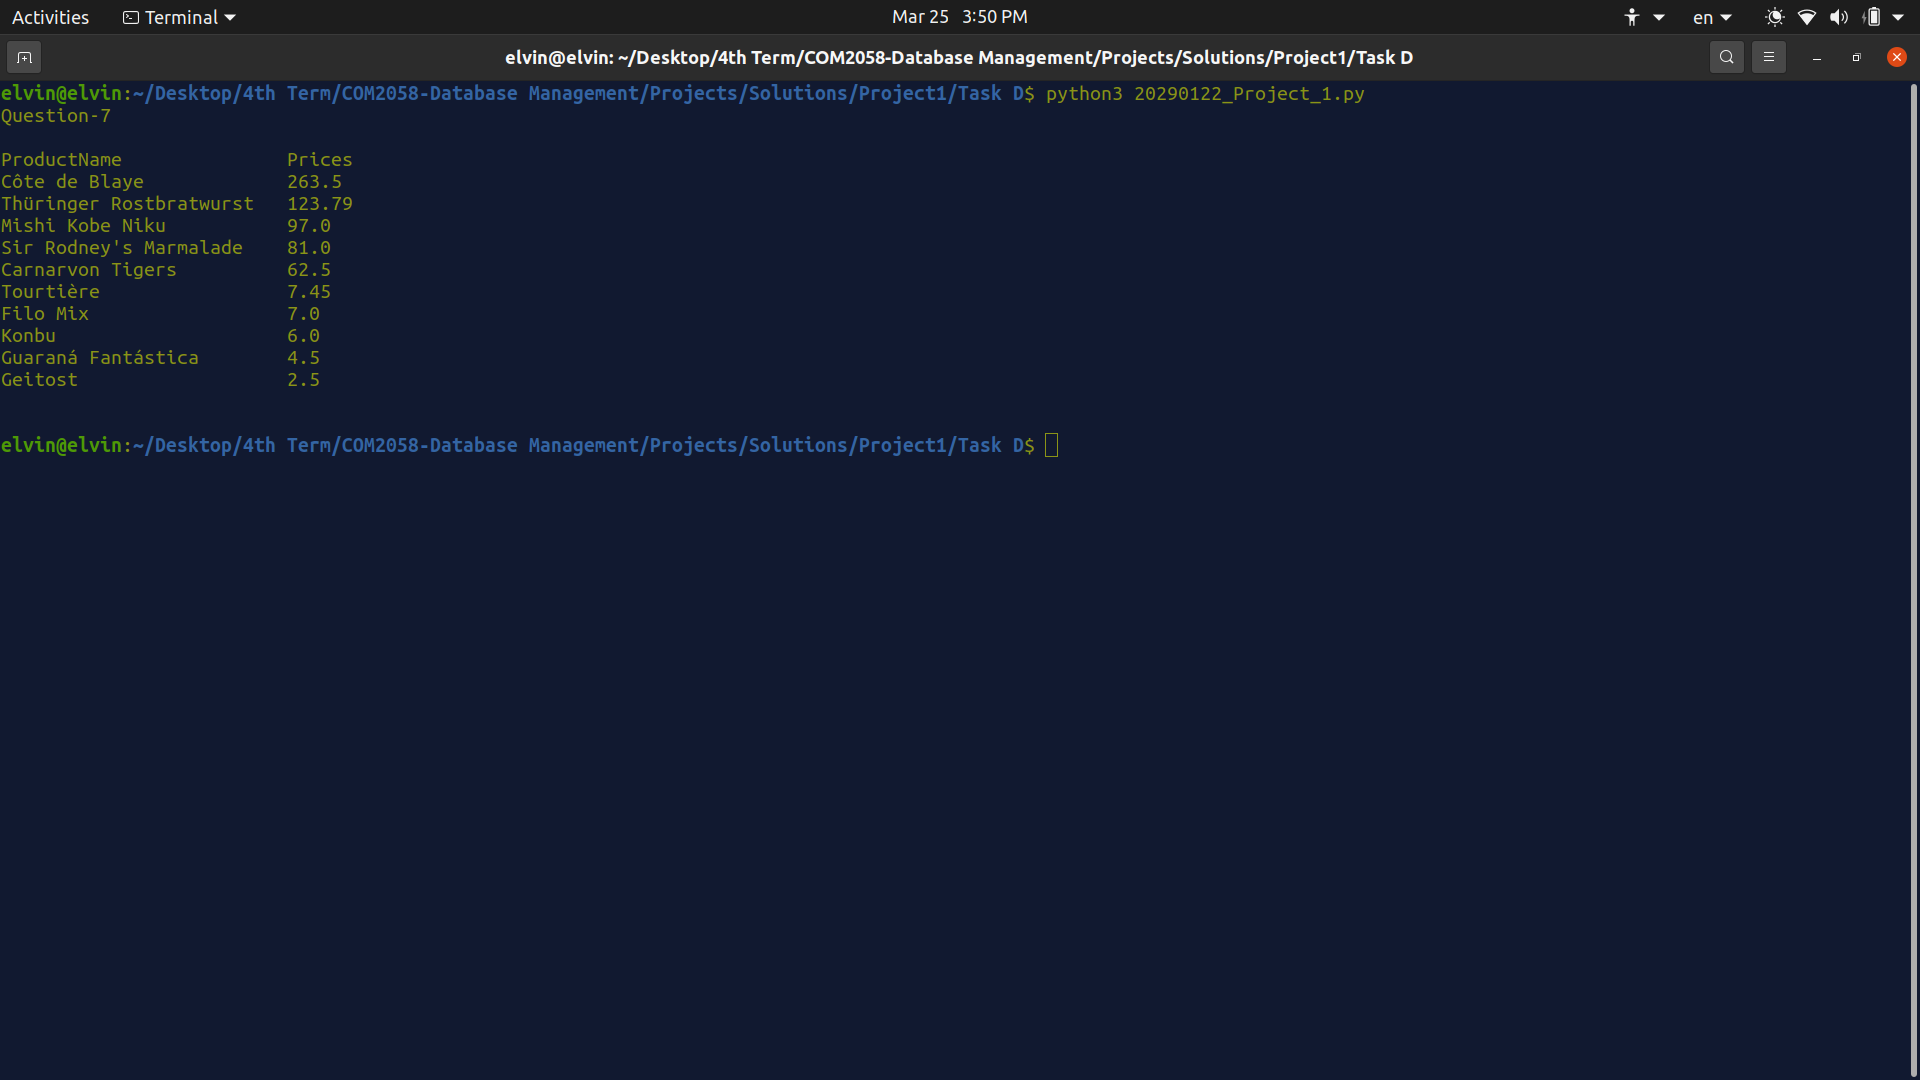 Activities Terminal Mar 25 3:50 PM en
elvin@elvin: ~/Desktop/4th Term/COM2058-Database Management/Projects/Solutions/Project1/Task D
elvin@elvin:~/Desktop/4th Term/COM2058-Database Management/Projects/Solutions/Project1/Task D$ python3 20290122_Project_1.py
Question-7
ProductName Prices
Côte de Blaye 263.5
Thüringer Rostbratwurst 123.79
Mishi Kobe Niku 97.0
Sir Rodney's Marmalade 81.0
Carnarvon Tigers 62.5
Tourtière 7.45
Filo Mix 7.0
Konbu 6.0
Guaraná Fantástica 4.5
Geitost 2.5
elvin@elvin:~/Desktop/4th Term/COM2058-Database Management/Projects/Solutions/Project1/Task D$